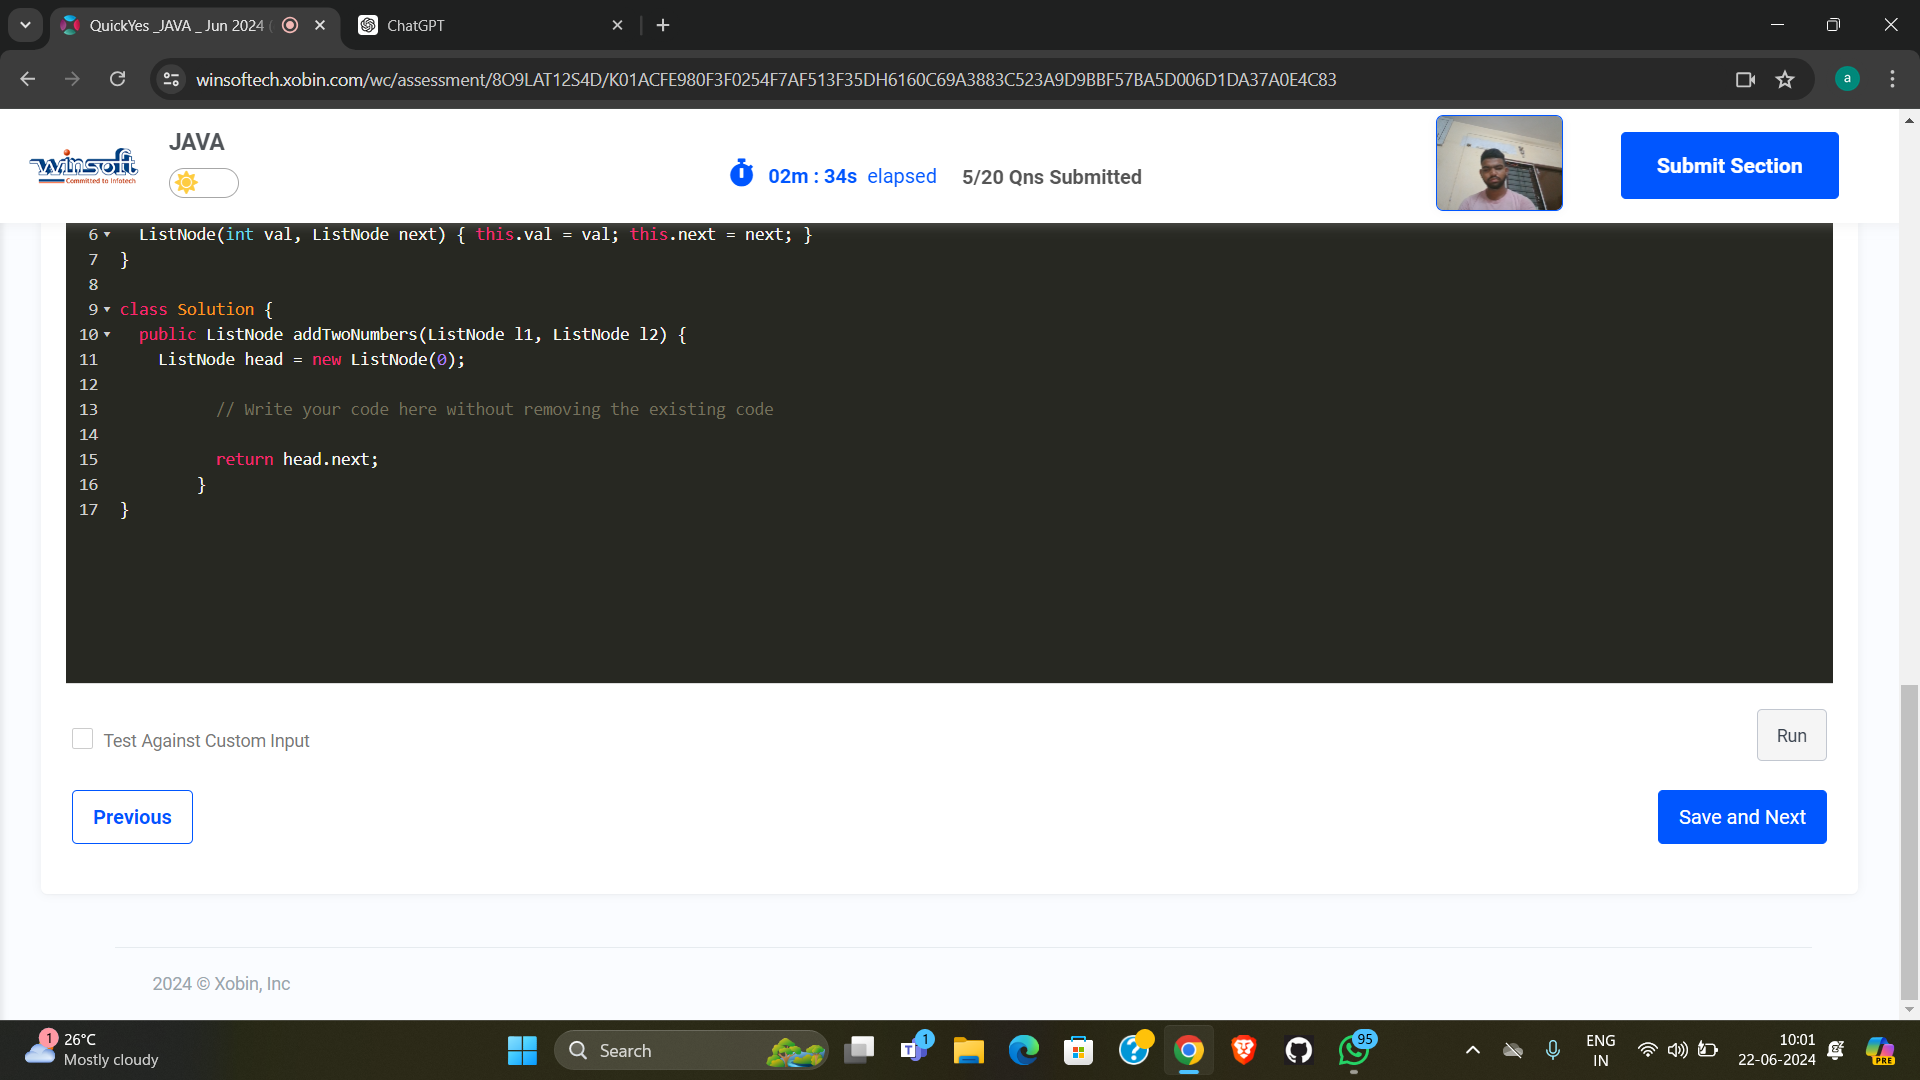 QuickYes _JAVA _ Jun 2024 (
ChatGPT
winsoftech.xobin.com/wc/assessment/8O9LAT12S4D/K01ACFE980F3F0254F7AF513F35DH6160C69A3883C523A9D9BBF57BA5D006D1DA37A0E4C83
a
winsoft
Committed to Infotech
JAVA
02m : 34s elapsed
5/20 Qns Submitted
Submit Section
6 ListNode(int val, ListNode next) { this.val = val; this.next = next; }
7 }
8
9 class Solution {
10 public ListNode addTwoNumbers(ListNode l1, ListNode l2) {
11 ListNode head = new ListNode(0);
12
13 // Write your code here without removing the existing code
14
15 return head.next;
16 }
17 }
Test Against Custom Input
Run
Previous
Save and Next
2024 © Xobin, Inc
1
26°C
Mostly cloudy
Search
1
95
ENG
IN
10:01
22-06-2024
PRE